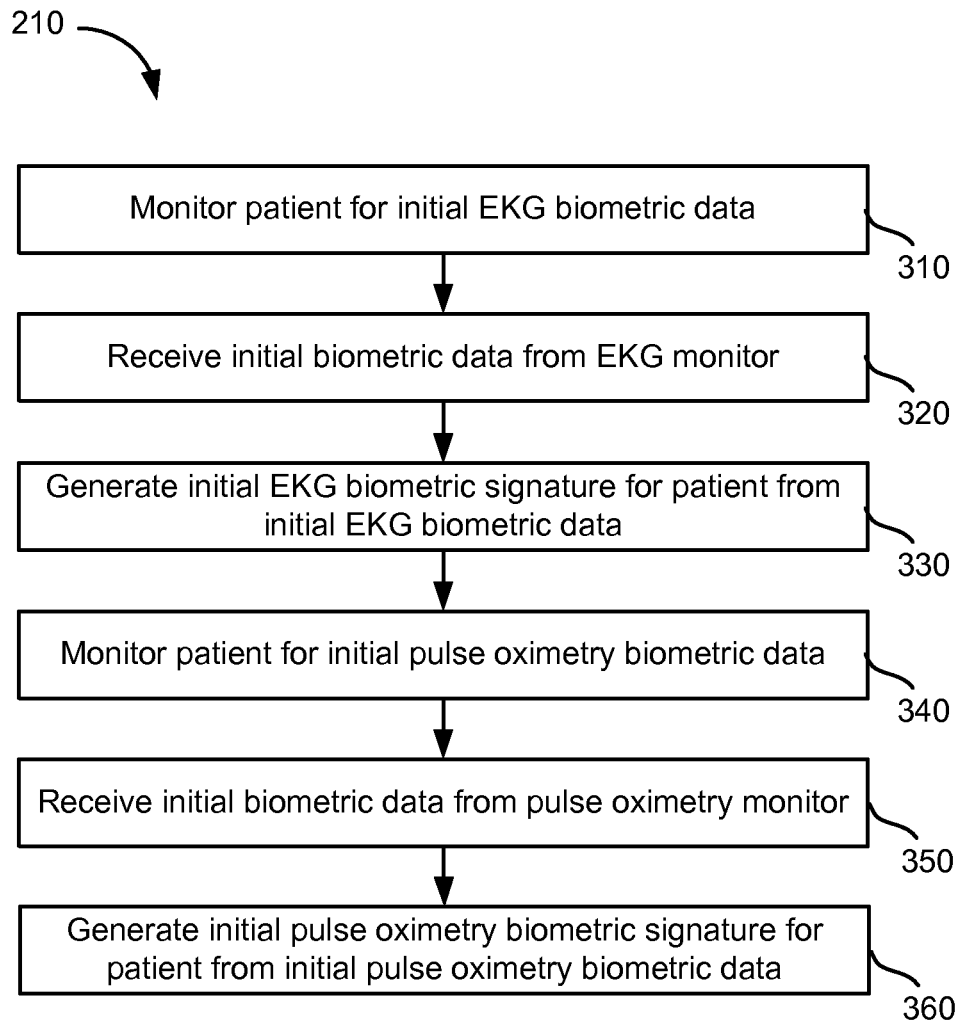 210
Monitor patient for initial EKG biometric data
310
Receive initial biometric data from EKG monitor
320
Generate initial EKG biometric signature for patient from
initial EKG biometric data
330
Monitor patient for initial pulse oximetry biometric data
340
Receive initial biometric data from pulse oximetry monitor
350
Generate initial pulse oximetry biometric signature for
patient from initial pulse oximetry biometric data
360